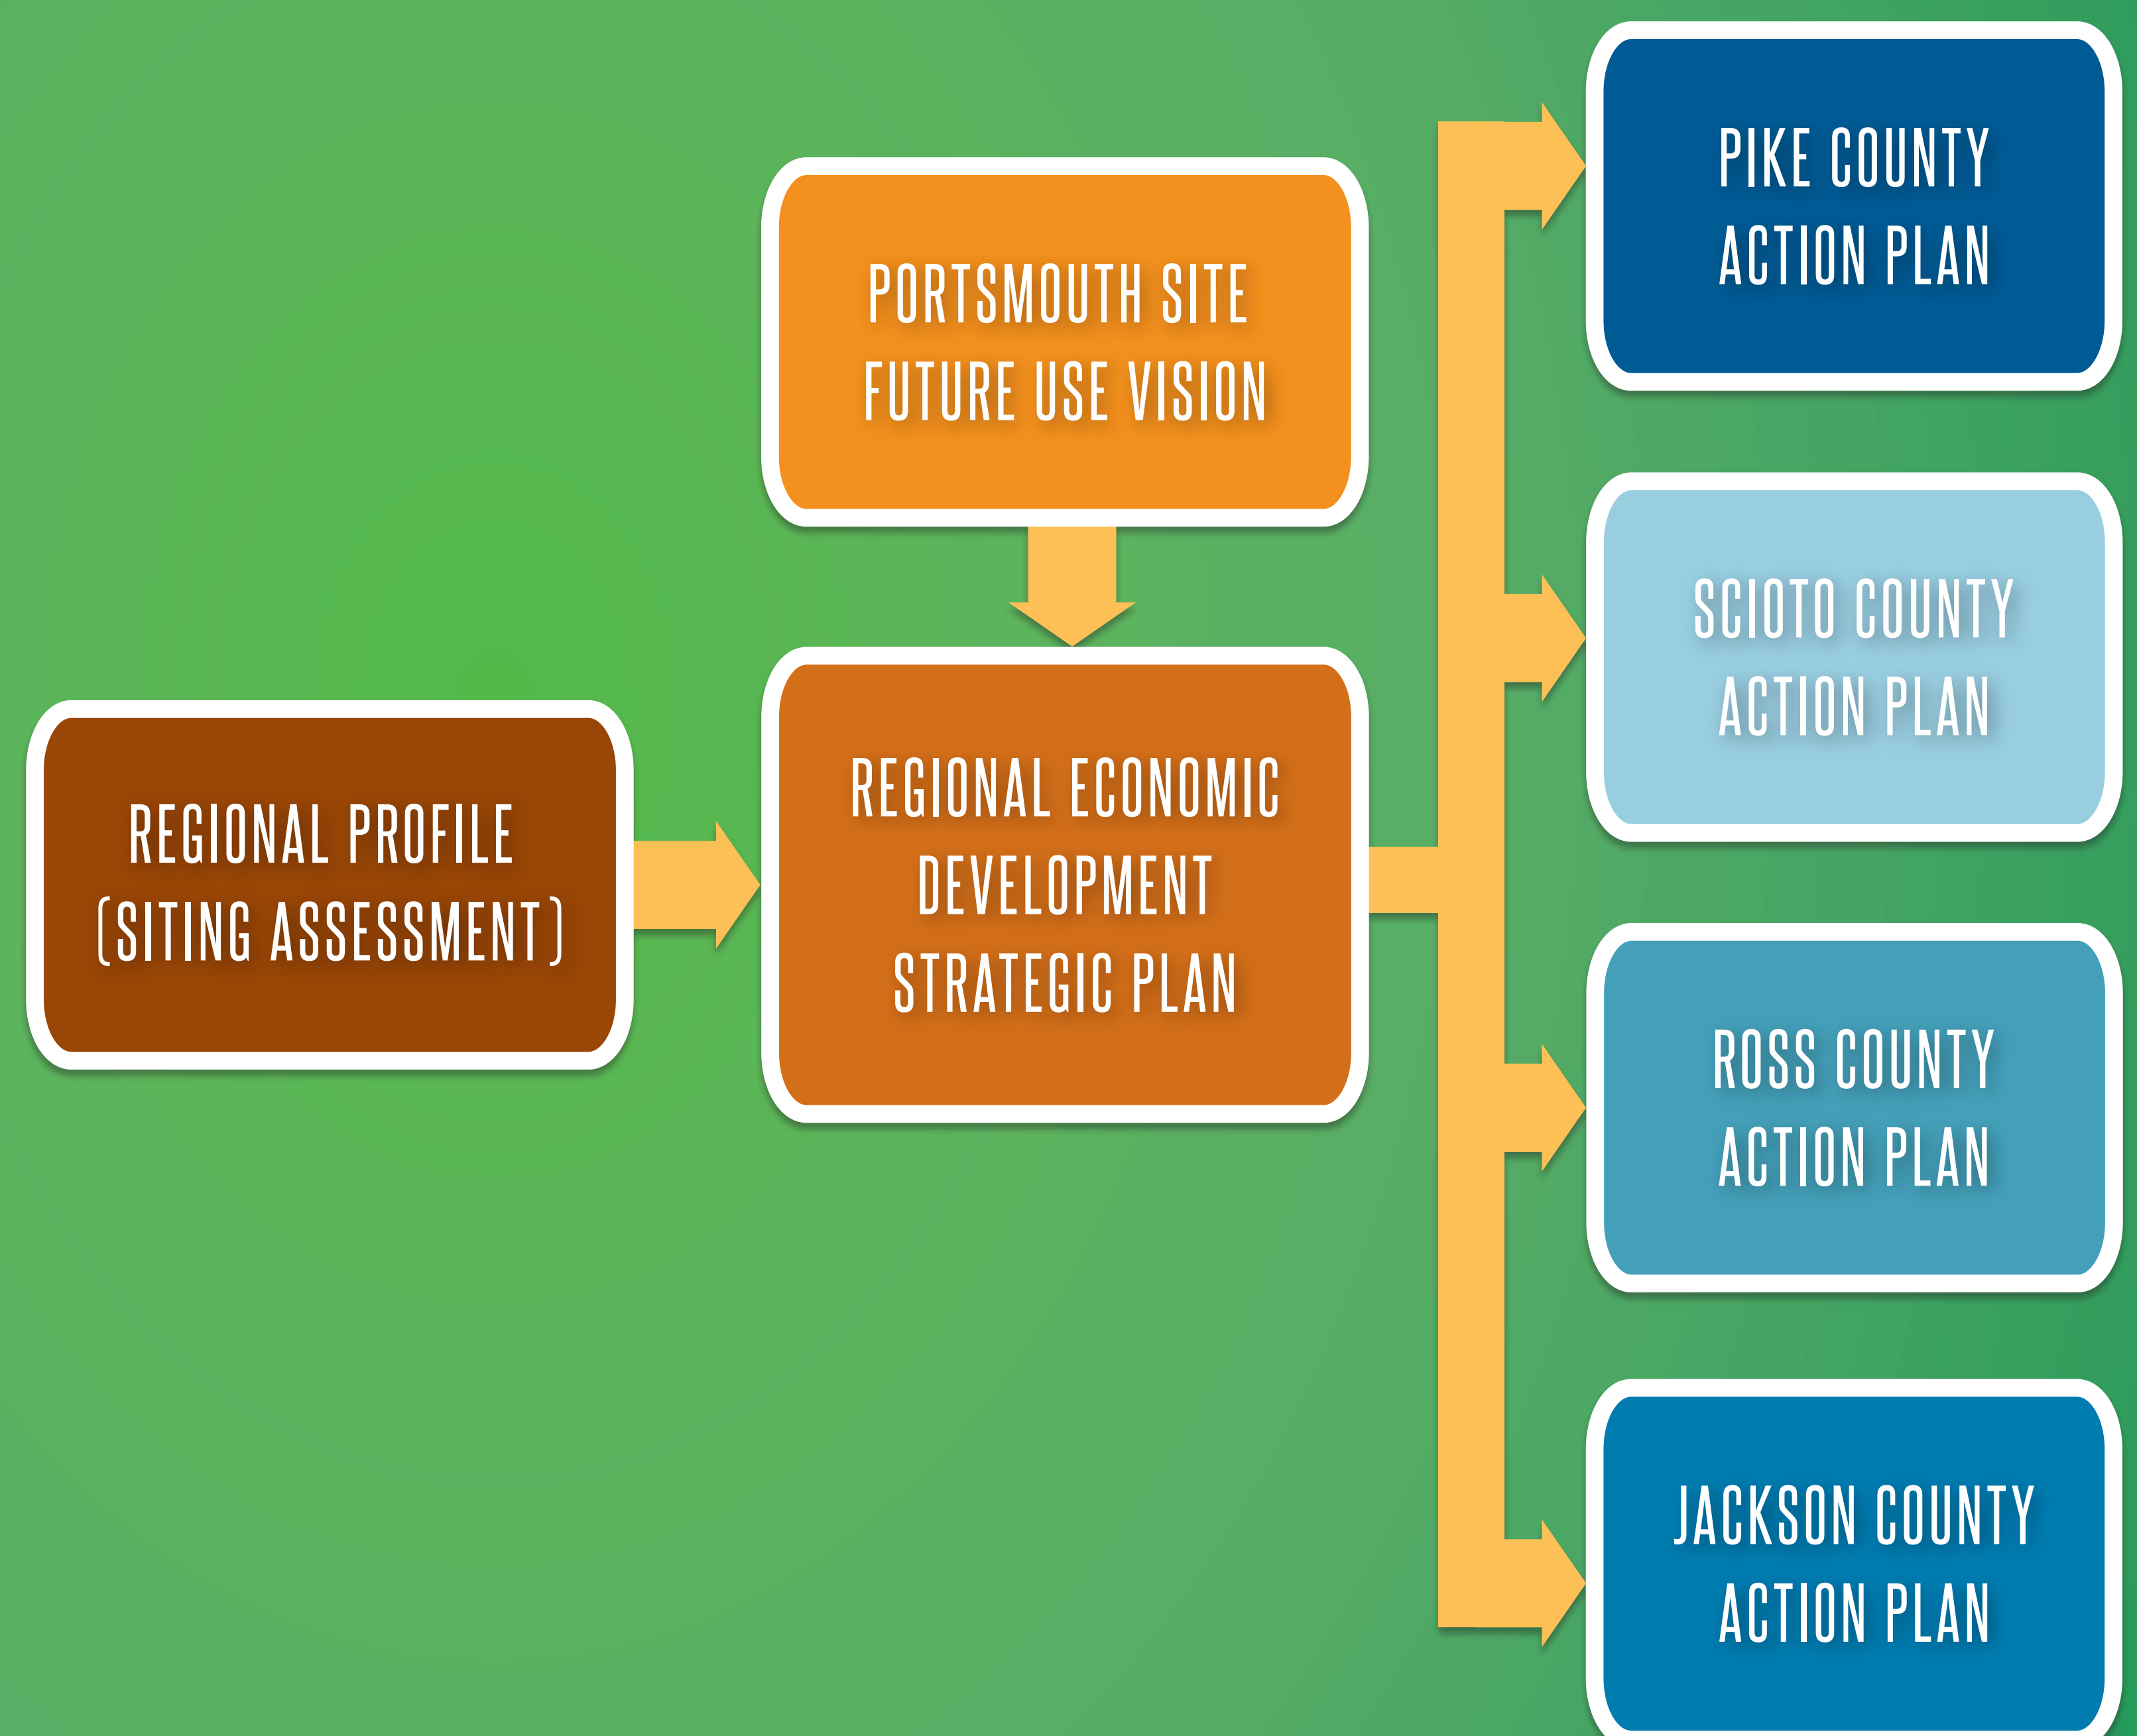 PORTSMOUTH SITE
FUTURE USE VISION
REGIONAL PROFILE
(SITING ASSESSMENT)
REGIONAL ECONOMIC
DEVELOPMENT
STRATEGIC PLAN
PIKE COUNTY
ACTION PLAN
SCIOTO COUNTY
ACTION PLAN
ROSS COUNTY
ACTION PLAN
JACKSON COUNTY
ACTION PLAN